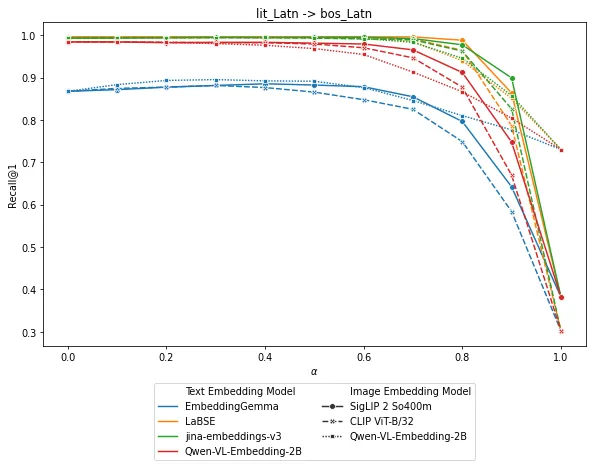 lit_Latn -> bos_Latn
Recall@1
1.0
0.9
0.8
0.7
0.6
0.5
0.4
0.3
0.0 0.2 0.4 0.6 0.8 1.0
α
Text Embedding Model Image Embedding Model
EmbeddingGemma SigLIP 2 So400m
LaBSE CLIP ViT-B/32
jina-embeddings-v3 Qwen-VL-Embedding-2B
Qwen-VL-Embedding-2B